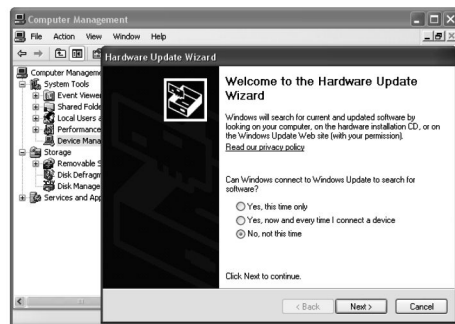 Computer Management
File Action View Window Help
Hardware Update Wizard
Computer Manageme
System Tools
Event Viewer
Shared Folde
Local Users a
Performance
Device Mana
Storage
Removable S
Disk Defragm
Disk Manage
Services and App
Welcome to the Hardware Update
Wizard
Windows will search for current and updated software by
looking on your computer, on the hardware installation CD, or on
the Windows Update Web site (with your permission).
Read our privacy policy
Can Windows connect to Windows Update to search for
software?
Yes, this time only
Yes, now and every time I connect a device
No, not this time
Click Next to continue.
< Back Next > Cancel